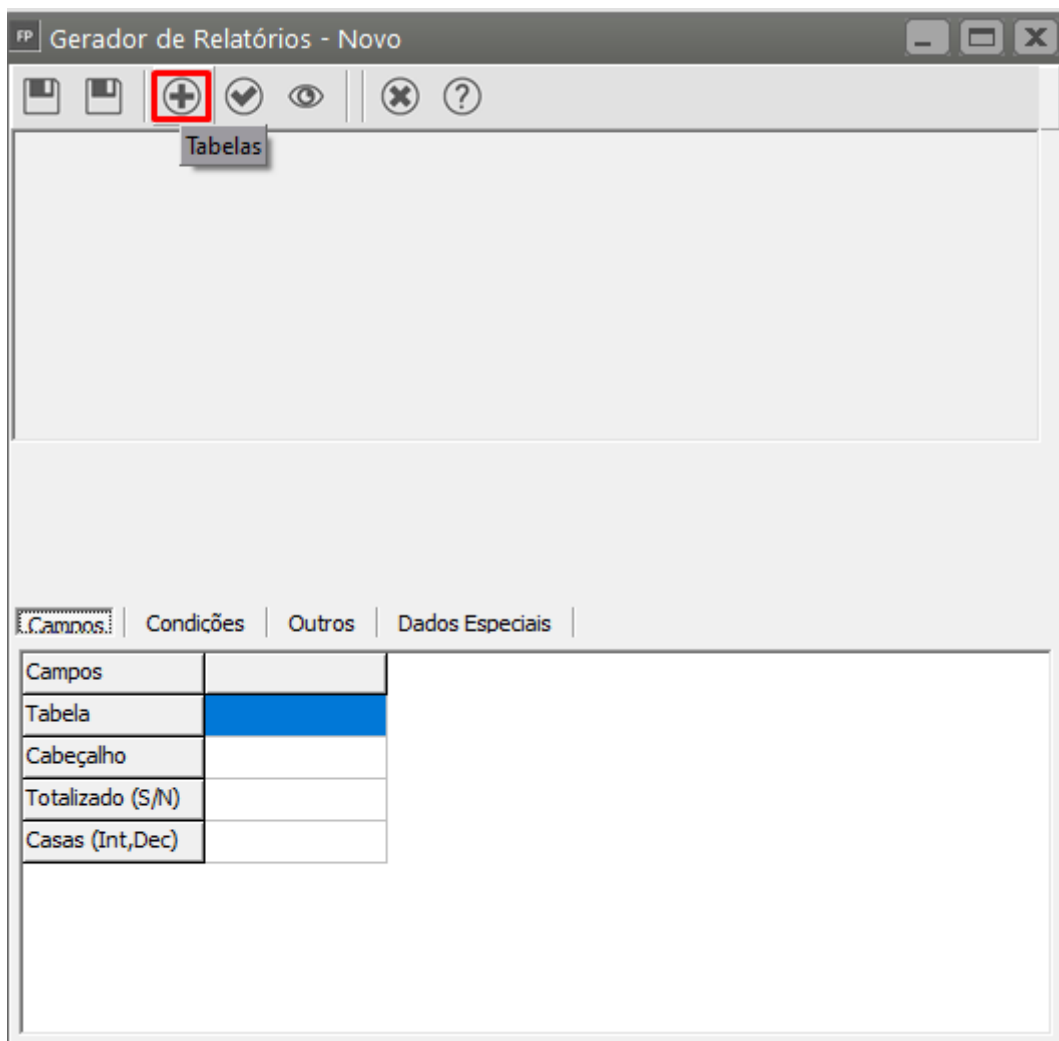 FP Gerador de Relatórios - Novo
Tabelas
Campos Condições Outros Dados Especiais
Campos
Tabela
Cabeçalho
Totalizado (S/N)
Casas (Int,Dec)